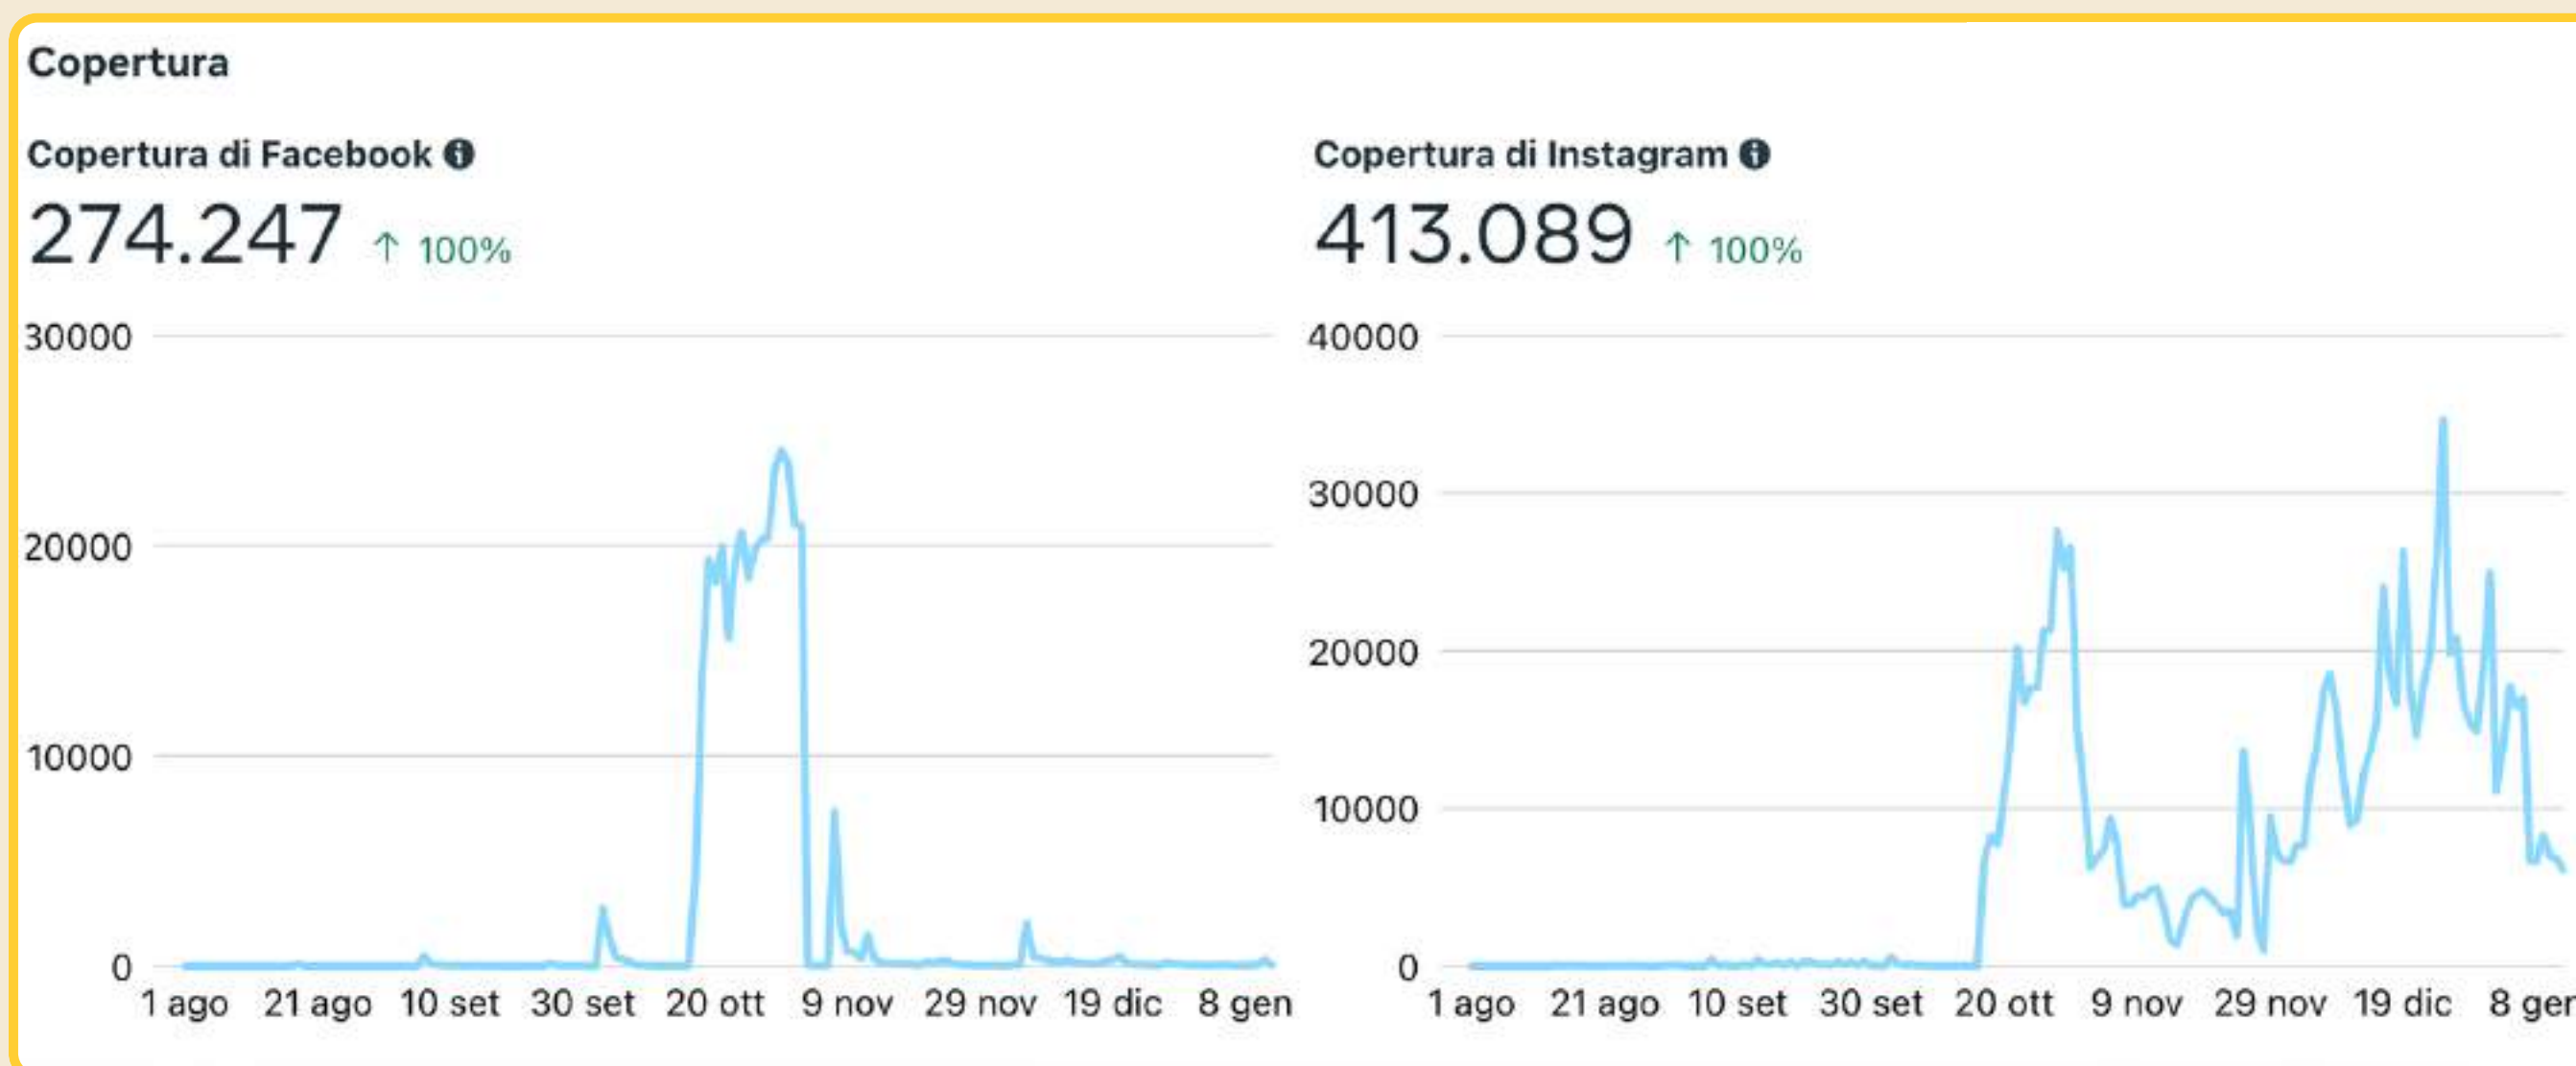 Copertura
Copertura di Facebook
274.247 ↑ 100%
30000
20000
10000
0
1 ago 21 ago 10 set 30 set 20 ott 9 nov 29 nov 19 dic 8 gen
Copertura di Instagram
413.089 ↑ 100%
40000
30000
20000
10000
0
1 ago 21 ago 10 set 30 set 20 ott 9 nov 29 nov 19 dic 8 gen